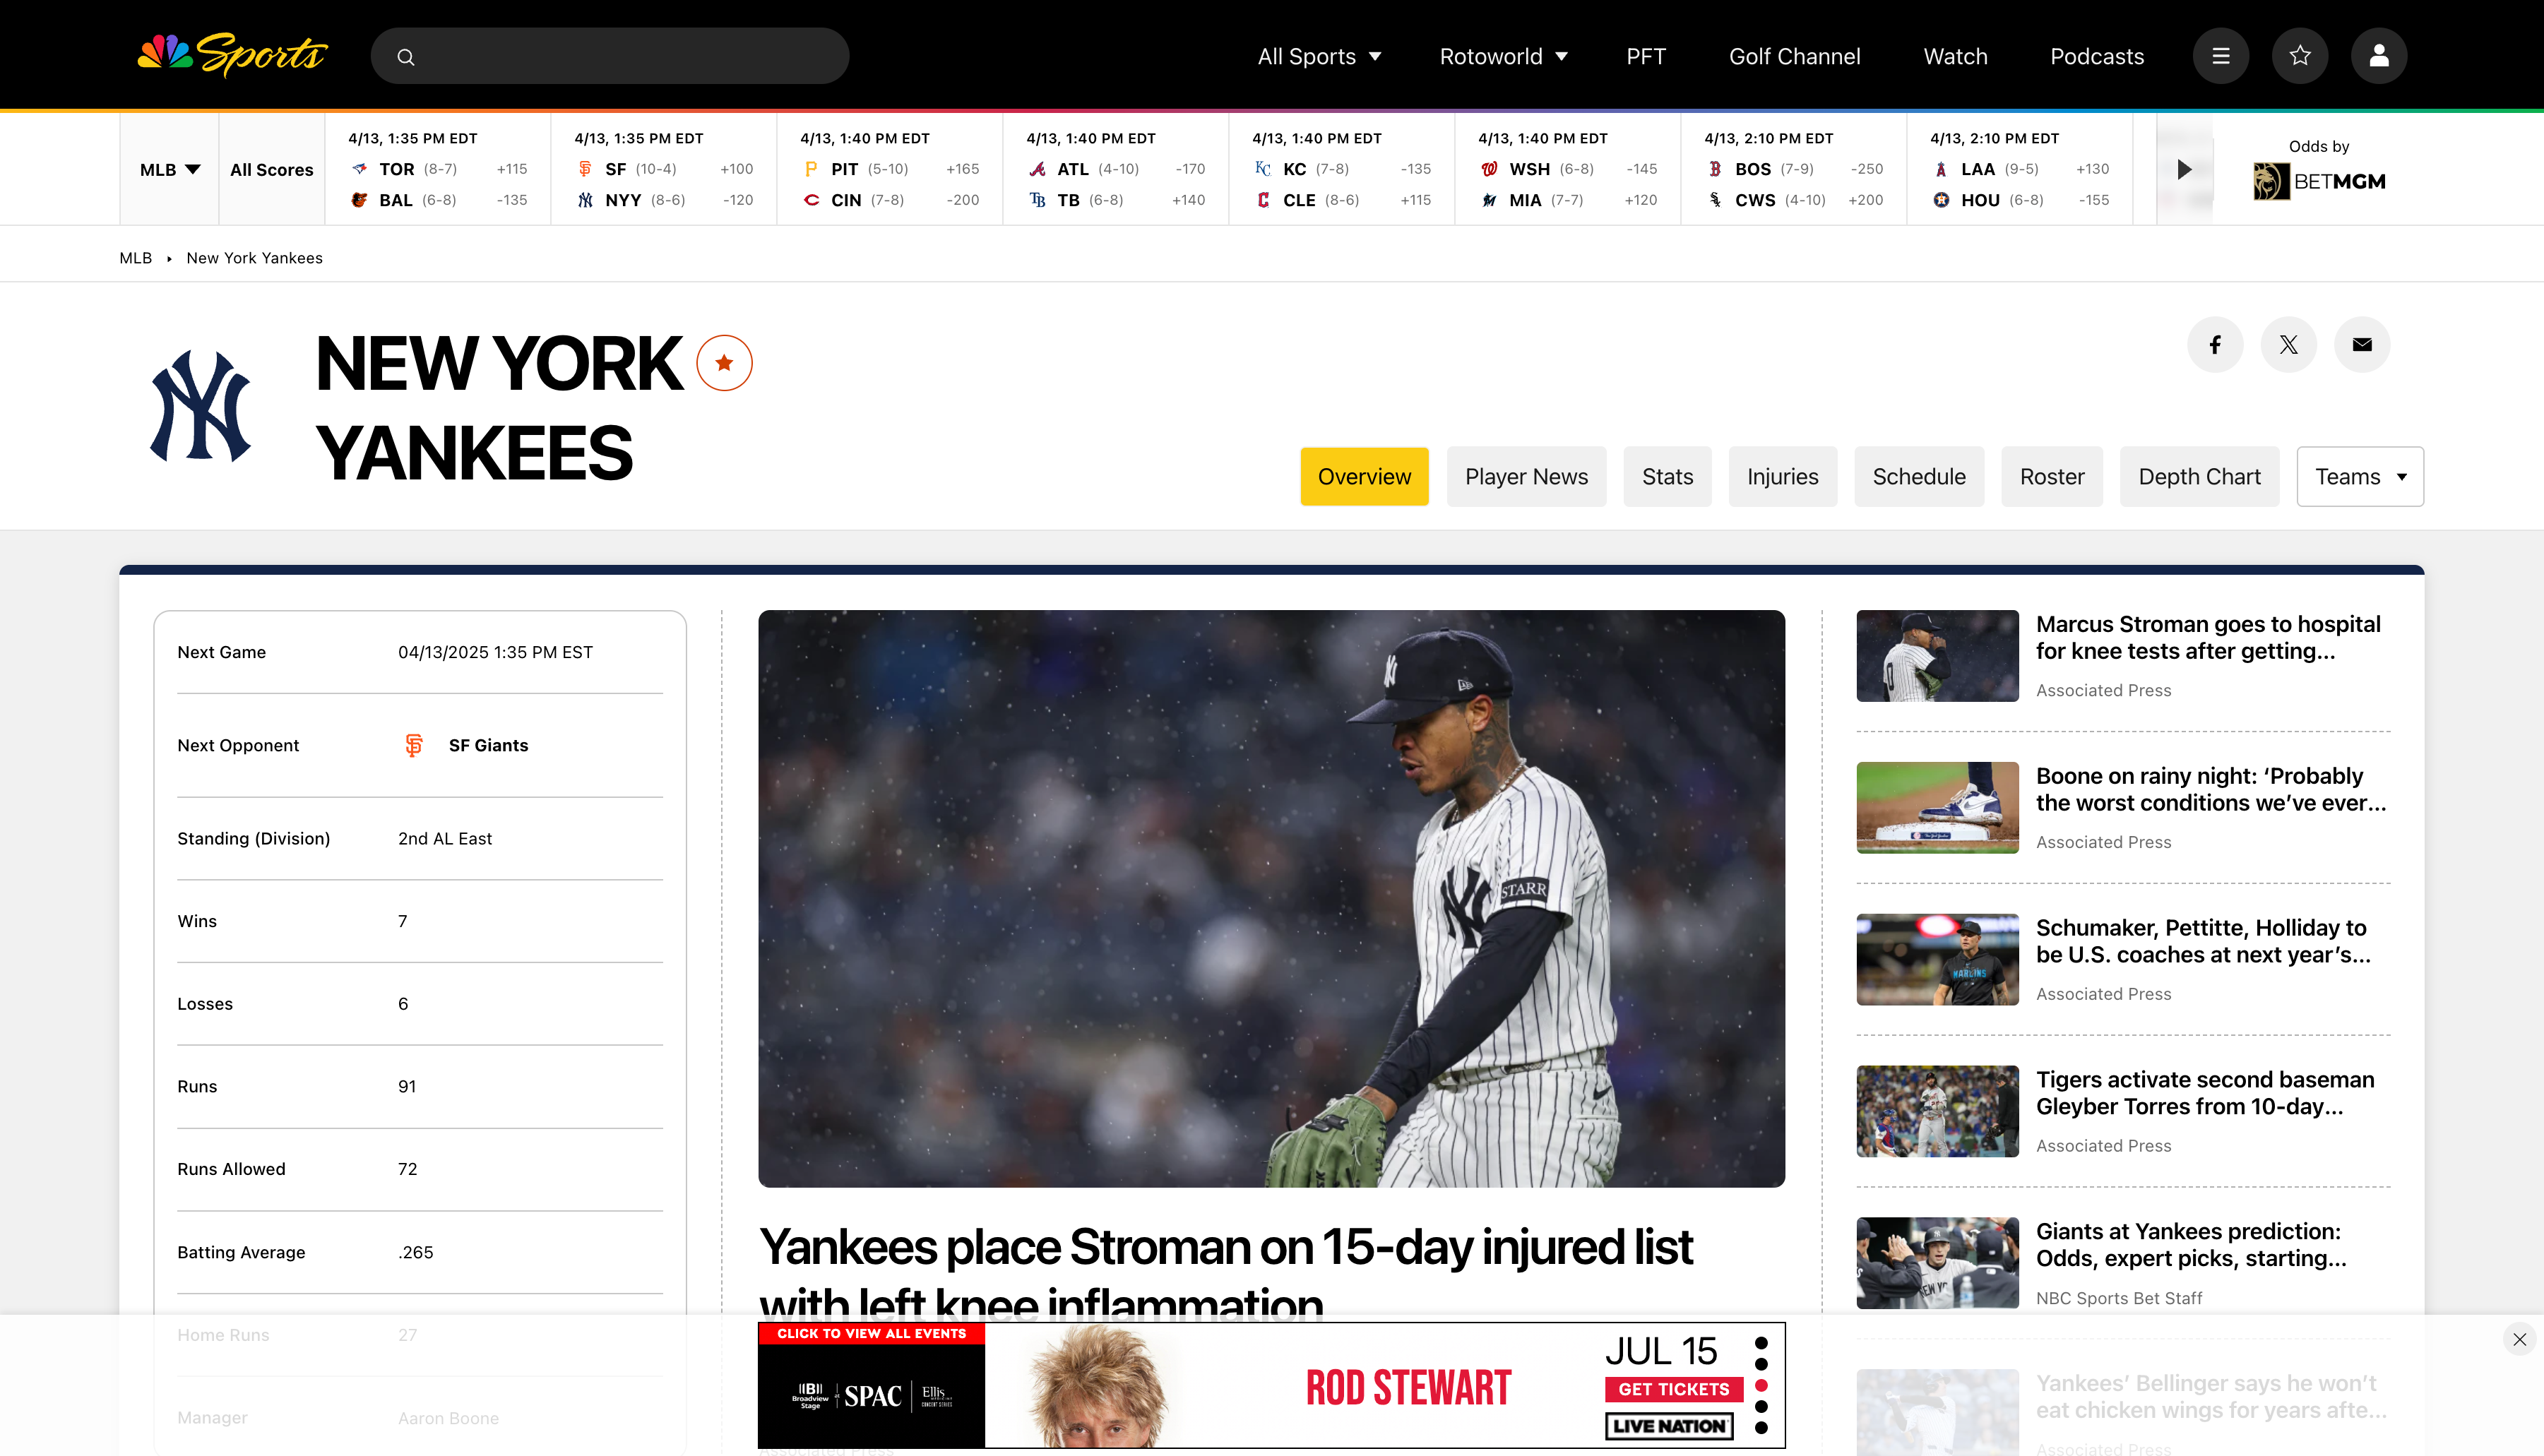 Sports
All Sports
Rotoworld
PFT
Golf Channel
Watch
Podcasts
MLB
All Scores
4/13, 1:35 PM EDT
TOR (8-7) +115
BAL (6-8) -135
4/13, 1:35 PM EDT
SF (10-4) +100
NYY (8-6) -120
4/13, 1:40 PM EDT
PIT (5-10) +165
CIN (7-8) -200
4/13, 1:40 PM EDT
ATL (4-10) -170
TB (6-8) +140
4/13, 1:40 PM EDT
KC (7-8) -135
CLE (8-6) +115
4/13, 1:40 PM EDT
WSH (6-8) -145
MIA (7-7) +120
4/13, 2:10 PM EDT
BOS (7-9) -250
CWS (4-10) +200
4/13, 2:10 PM EDT
LAA (9-5) +130
HOU (6-8) -155
Odds by
BETMGM
MLB
New York Yankees
NEW YORK
YANKEES
Overview
Player News
Stats
Injuries
Schedule
Roster
Depth Chart
Teams
Next Game 04/13/2025 1:35 PM EST
Next Opponent SF Giants
Standing (Division) 2nd AL East
Wins 7
Losses 6
Runs 91
Runs Allowed 72
Batting Average .265
Home Runs 27
Manager Aaron Boone
STARR
Yankees place Stroman on 15-day injured list
with left knee inflammation
Associated Press
Marcus Stroman goes to hospital
for knee tests after getting...
Associated Press
Boone on rainy night: ‘Probably
the worst conditions we’ve ever...
Associated Press
MARLINS
Schumaker, Pettitte, Holliday to
be U.S. coaches at next year’s...
Associated Press
Tigers activate second baseman
Gleyber Torres from 10-day...
Associated Press
Giants at Yankees prediction:
Odds, expert picks, starting...
NBC Sports Bet Staff
Yankees’ Bellinger says he won’t
eat chicken wings for years afte...
Associated Press
CLICK TO VIEW ALL EVENTS
Broadview
Stage
at
SPAC
Ellis
CONCERT SERIES
ROD STEWART
JUL 15
GET TICKETS
LIVE NATION